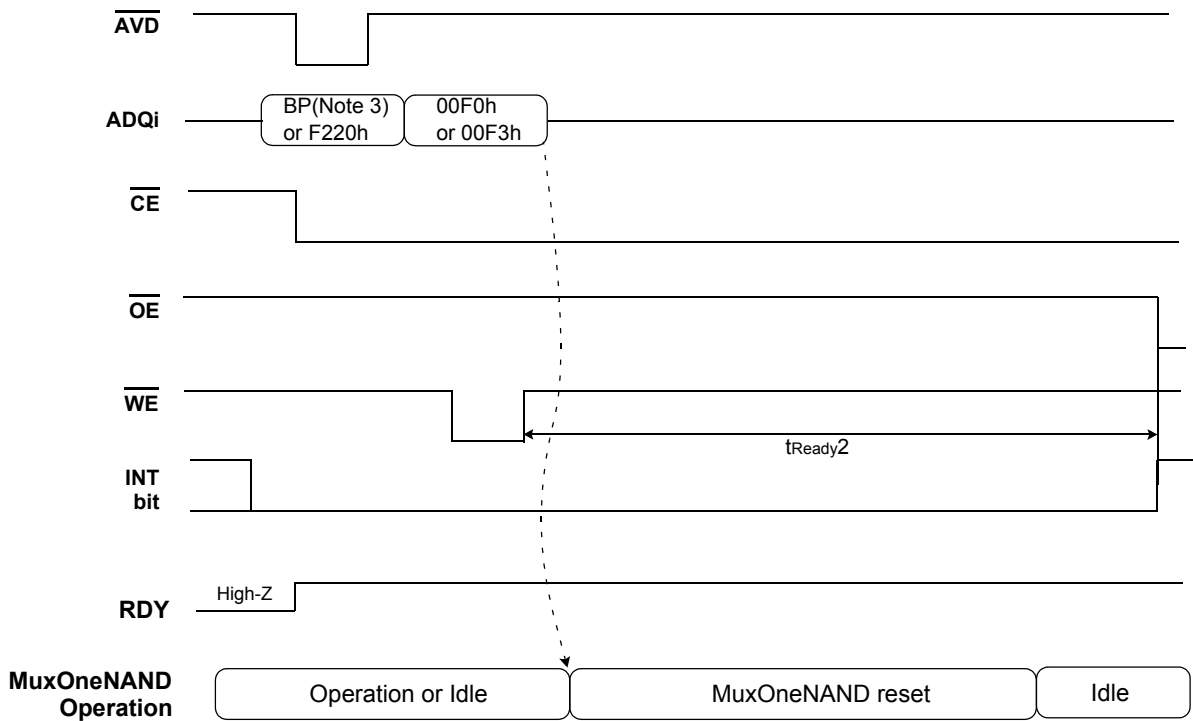 AVD
BP(Note 3)
or F220h
00F0h
or 00F3h
ADQi
CE
OE
WE
tReady2
INT
bit
High-Z
RDY
MuxOneNAND
Operation
Operation or Idle
MuxOneNAND reset
Idle